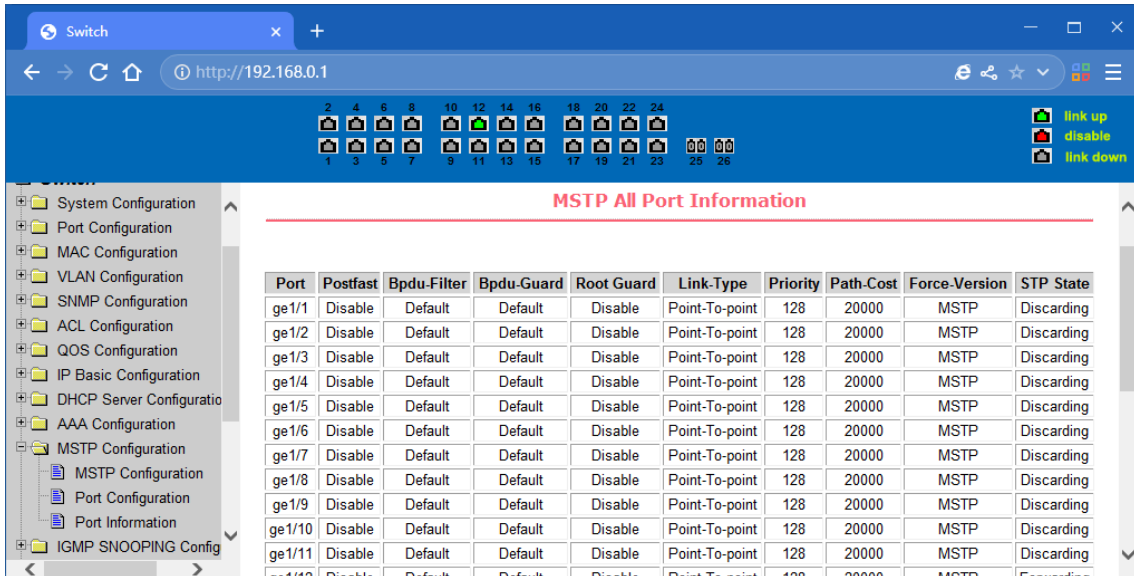 Switch
http://192.168.0.1
2 4 6 8 10 12 14 16 18 20 22 24
1 3 5 7 9 11 13 15 17 19 21 23 25 26
link up
disable
link down
System Configuration
Port Configuration
MAC Configuration
VLAN Configuration
SNMP Configuration
ACL Configuration
QOS Configuration
IP Basic Configuration
DHCP Server Configuratio
AAA Configuration
MSTP Configuration
MSTP Configuration
Port Configuration
Port Information
IGMP SNOOPING Config
MSTP All Port Information
Port Postfast Bpdu-Filter Bpdu-Guard Root Guard Link-Type Priority Path-Cost Force-Version STP State
ge1/1 Disable Default Default Disable Point-To-point 128 20000 MSTP Discarding
ge1/2 Disable Default Default Disable Point-To-point 128 20000 MSTP Discarding
ge1/3 Disable Default Default Disable Point-To-point 128 20000 MSTP Discarding
ge1/4 Disable Default Default Disable Point-To-point 128 20000 MSTP Discarding
ge1/5 Disable Default Default Disable Point-To-point 128 20000 MSTP Discarding
ge1/6 Disable Default Default Disable Point-To-point 128 20000 MSTP Discarding
ge1/7 Disable Default Default Disable Point-To-point 128 20000 MSTP Discarding
ge1/8 Disable Default Default Disable Point-To-point 128 20000 MSTP Discarding
ge1/9 Disable Default Default Disable Point-To-point 128 20000 MSTP Discarding
ge1/10 Disable Default Default Disable Point-To-point 128 20000 MSTP Discarding
ge1/11 Disable Default Default Disable Point-To-point 128 20000 MSTP Discarding